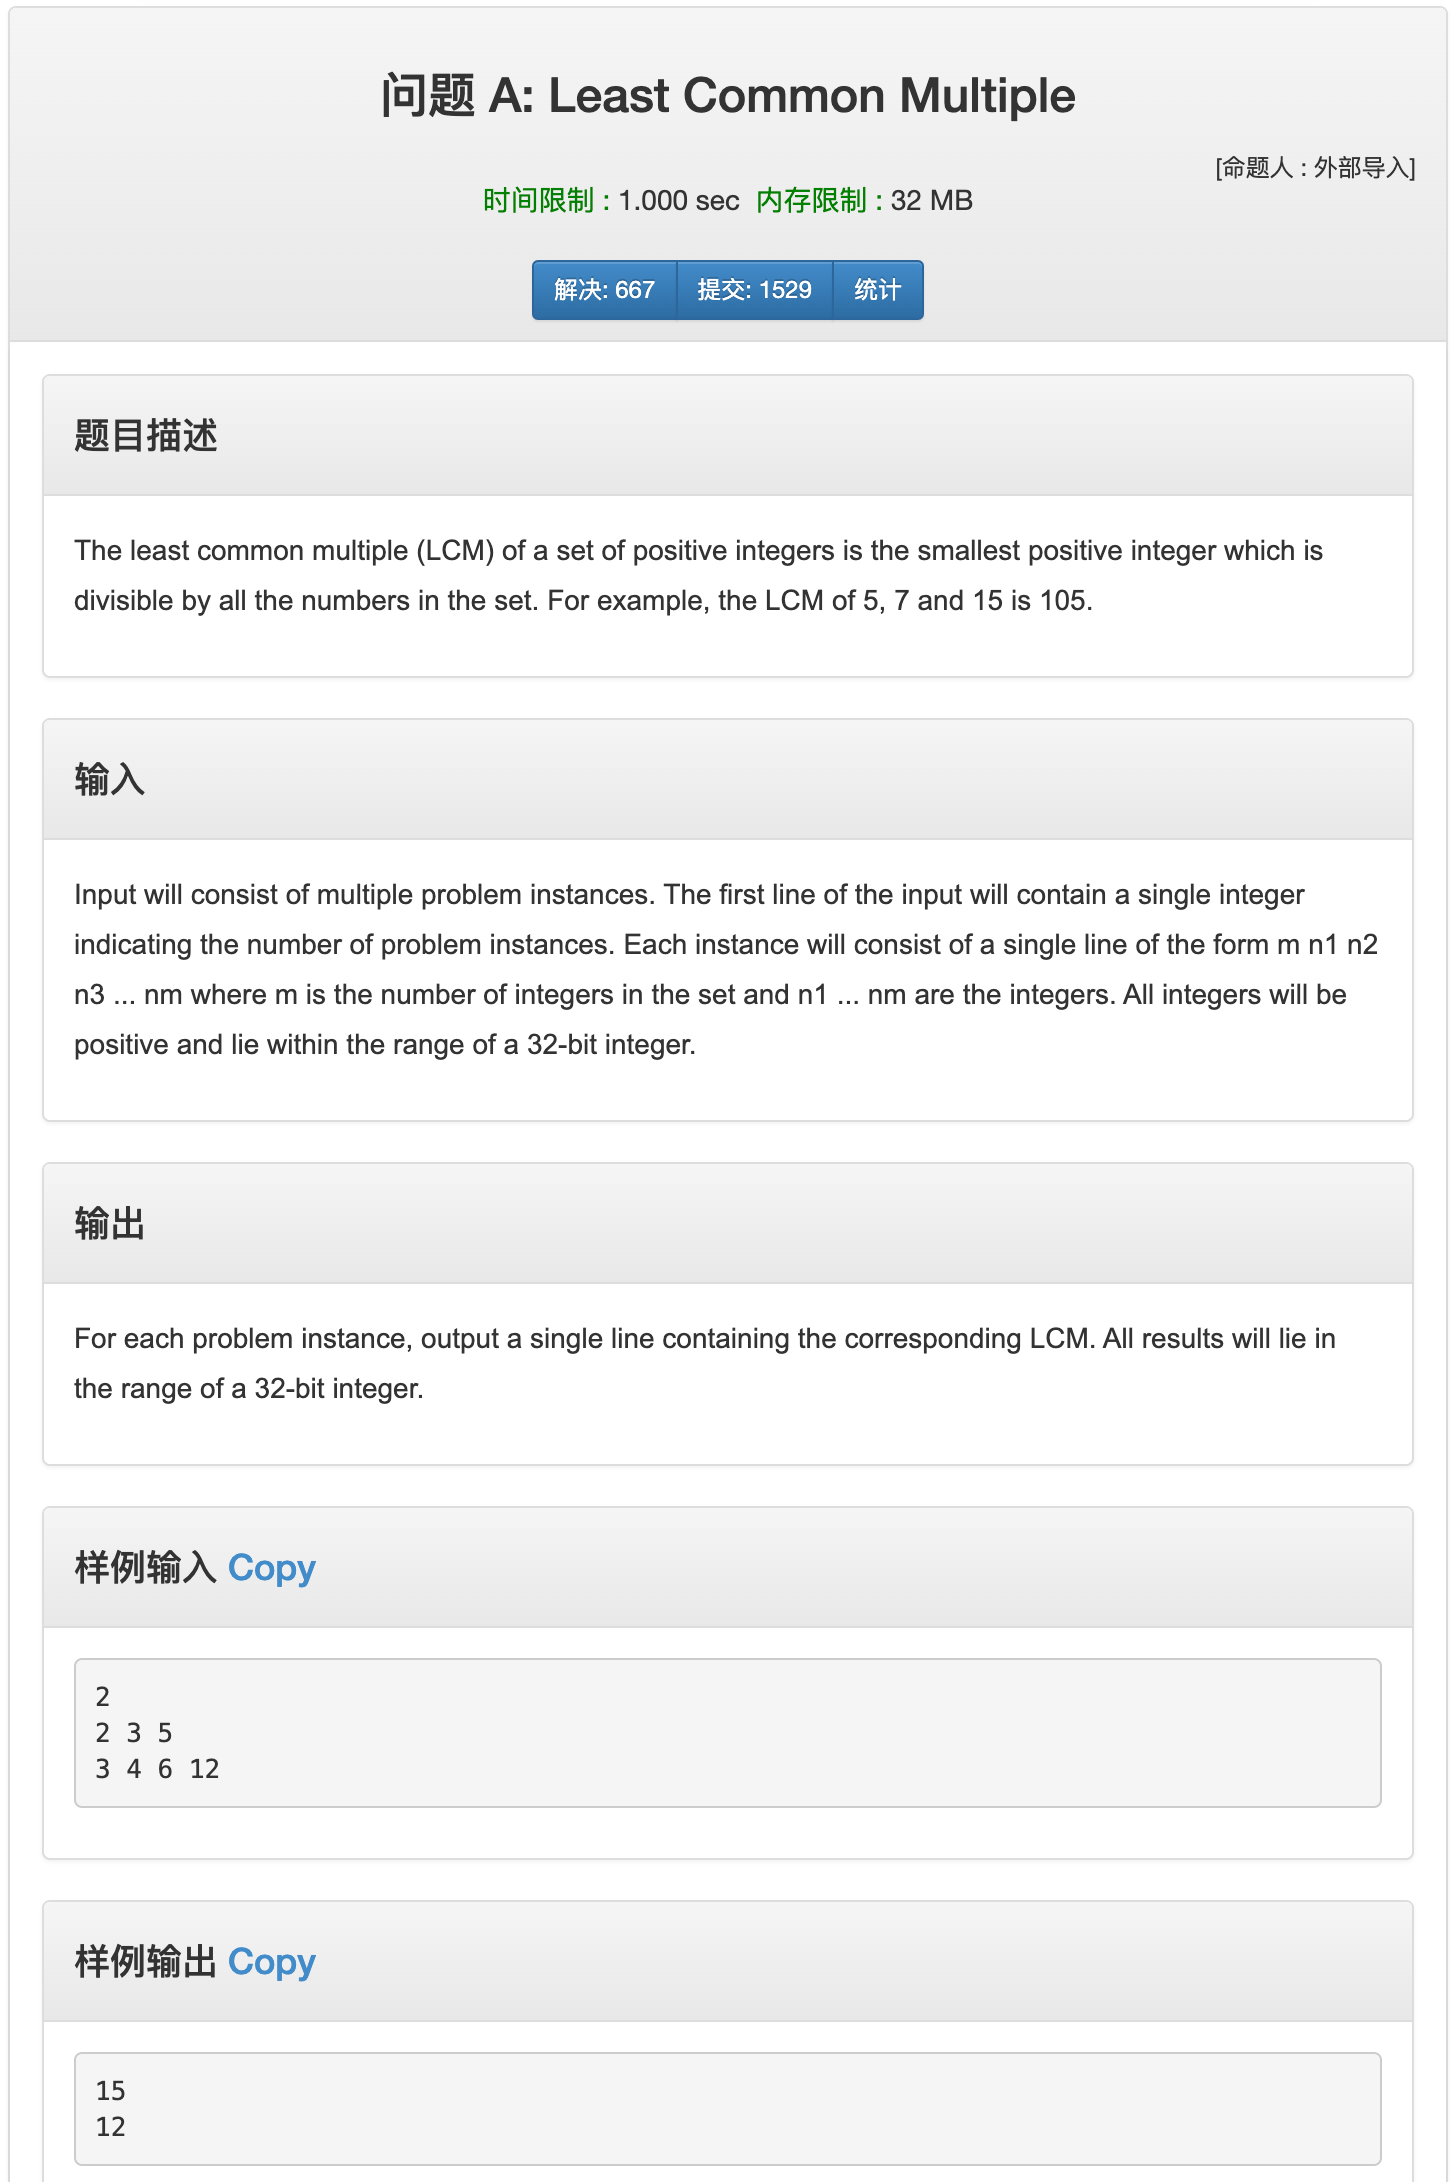 问题 A: Least Common Multiple
[命题人 : 外部导入]
时间限制 : 1.000 sec 内存限制 : 32 MB
解决: 667 提交: 1529 统计
题目描述
The least common multiple (LCM) of a set of positive integers is the smallest positive integer which is
divisible by all the numbers in the set. For example, the LCM of 5, 7 and 15 is 105.
输入
Input will consist of multiple problem instances. The first line of the input will contain a single integer
indicating the number of problem instances. Each instance will consist of a single line of the form m n1 n2
n3 ... nm where m is the number of integers in the set and n1 ... nm are the integers. All integers will be
positive and lie within the range of a 32-bit integer.
输出
For each problem instance, output a single line containing the corresponding LCM. All results will lie in
the range of a 32-bit integer.
样例输入 Copy
2
2 3 5
3 4 6 12
样例输出 Copy
15
12